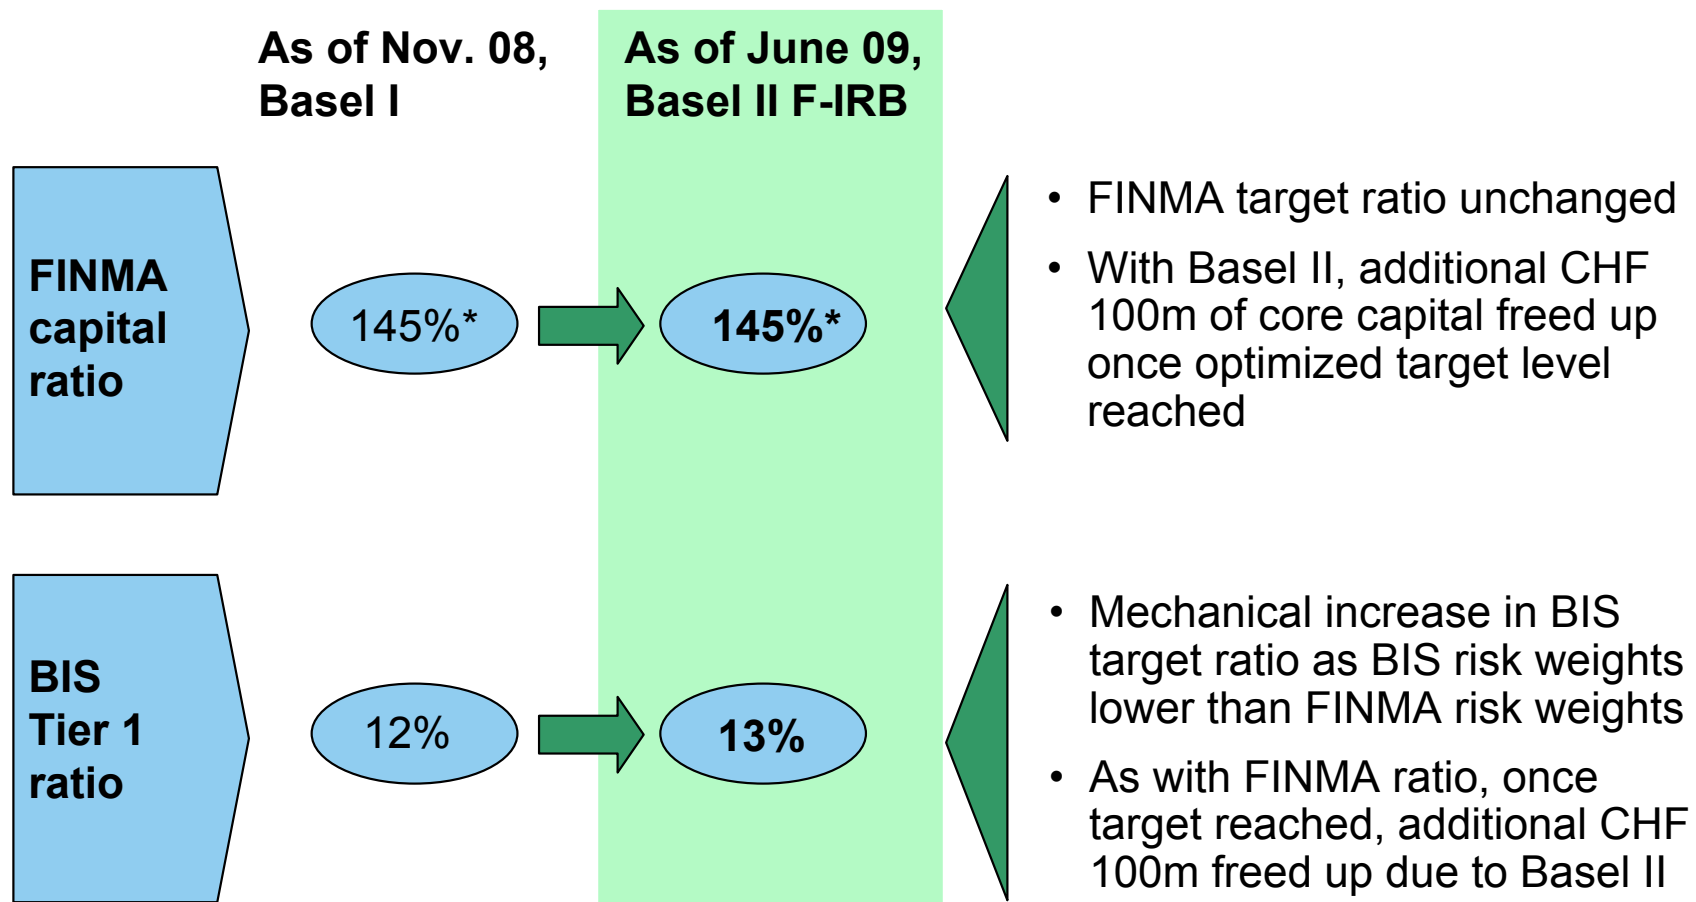 As of Nov. 08,
Basel I
As of June 09,
Basel II F-IRB
FINMA
capital
ratio
145%*
145%*
• FINMA target ratio unchanged
• With Basel II, additional CHF
100m of core capital freed up
once optimized target level
reached
BIS
Tier 1
ratio
12%
13%
• Mechanical increase in BIS
target ratio as BIS risk weights
lower than FINMA risk weights
• As with FINMA ratio, once
target reached, additional CHF
100m freed up due to Basel II